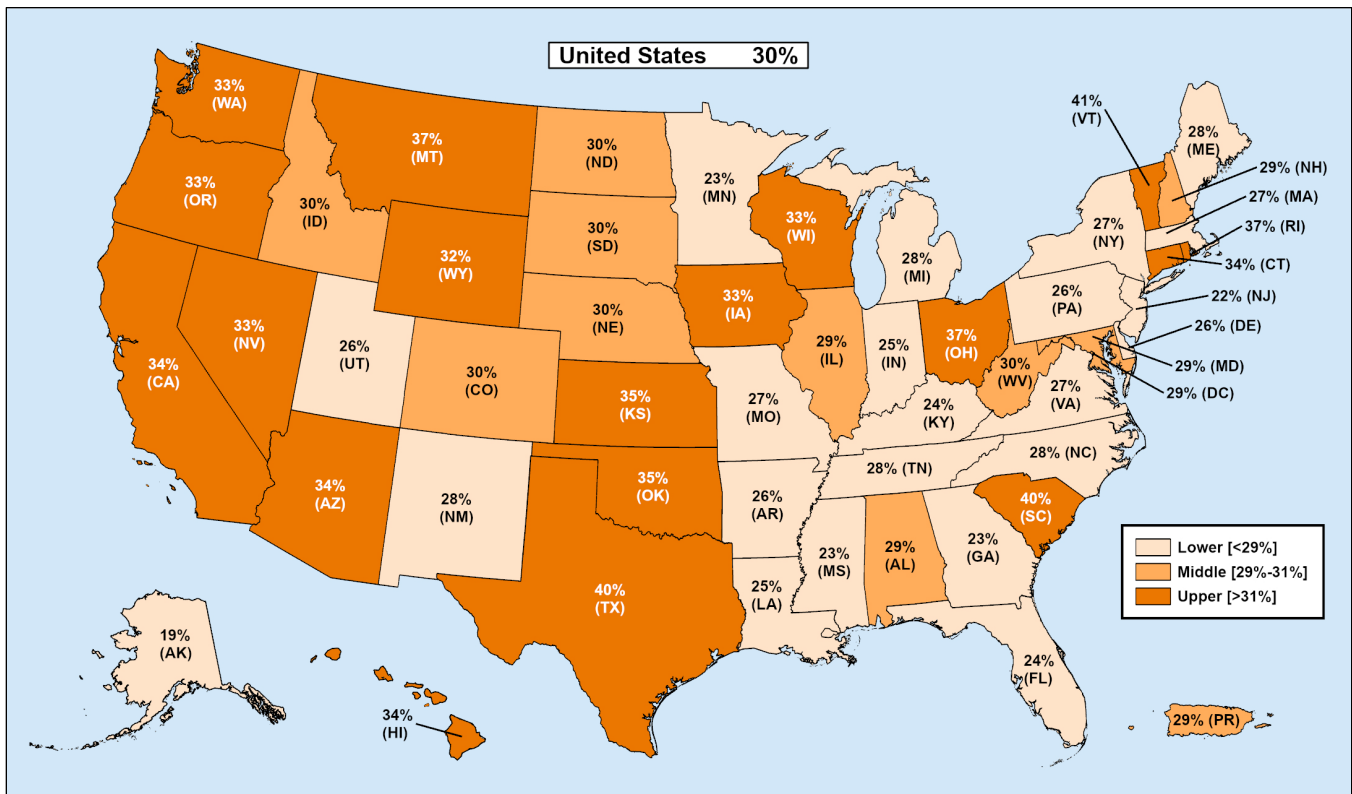 United States 30%
33%
(WA)
41%
(VT)
28%
(ME)
37%
(MT)
30%
(ND)
29% (NH)
23%
(MN)
33%
(OR)
27% (MA)
30%
(ID)
33%
(WI)
27%
(NY)
37% (RI)
30%
(SD)
32%
(WY)
28%
(MI)
34% (CT)
33%
(IA)
26%
(PA)
22% (NJ)
30%
(NE)
33%
(NV)
26% (DE)
26%
(UT)
29%
(IL)
25%
(IN)
37%
(OH)
34%
(CA)
30%
(CO)
30%
(WV)
29% (MD)
29% (DC)
27%
(VA)
35%
(KS)
27%
(MO)
24%
(KY)
28% (NC)
28% (TN)
34%
(AZ)
28%
(NM)
35%
(OK)
26%
(AR)
40%
(SC)
23%
(MS)
29%
(AL)
23%
(GA)
Lower [<29%]
Middle [29%-31%]
Upper [>31%]
40%
(TX)
25%
(LA)
19%
(AK)
24%
(FL)
34%
(HI)
29% (PR)